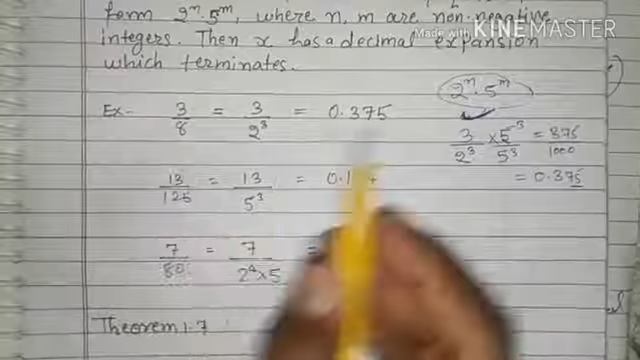 form 2ⁿ·5ᵐ, where n, m are non-negative
integers. Then x has a decimal expansion
which terminates.
Made with KINEMASTER
2ⁿ·5ᵐ
Ex- 3/8 = 3/2³ = 0.375
3/2³ × 5³/5³ = 375/1000
= 0.375
13/125 = 13/5³ = 0.1
7/80 = 7/2⁴×5 =
Theorem 1.7